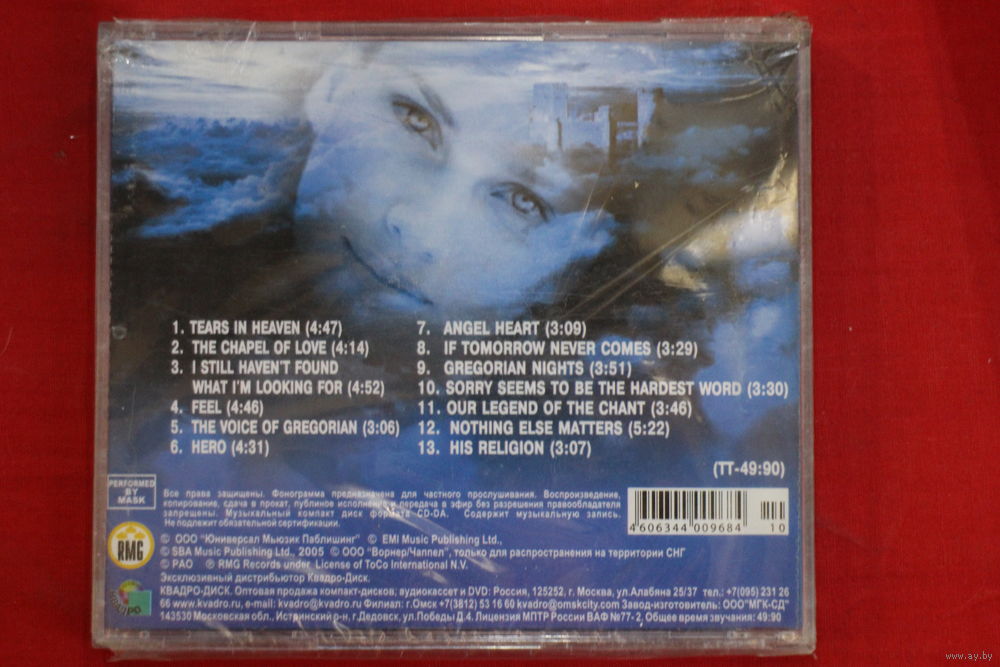 1. TEARS IN HEAVEN (4:47)
2. THE CHAPEL OF LOVE (4:14)
3. I STILL HAVEN'T FOUND
WHAT I'M LOOKING FOR (4:52)
4. FEEL (4:46)
5. THE VOICE OF GREGORIAN (3:06)
6. HERO (4:31)
7. ANGEL HEART (3:09)
8. IF TOMORROW NEVER COMES (3:29)
9. GREGORIAN NIGHTS (3:51)
10. SORRY SEEMS TO BE THE HARDEST WORD (3:30)
11. OUR LEGEND OF THE CHANT (3:46)
12. NOTHING ELSE MATTERS (5:22)
13. HIS RELIGION (3:07)
(TT-49:90)
PERFORMED
BY
MASK
Все права защищены. Фонограмма предназначена для частного прослушивания. Воспроизведение,
копирование, сдача в прокат, публиное исполнение и передача в эфир без разрешения правообладателя
запрещены. Музыкальный компакт диск формата CD-DA. Содержит музыкальную запись.
Не подлежит обязательной сертификации.
4 606344 009684 10
RMG
© ООО "Юниверсал Мьюзик Паблишинг" © EMI Music Publishing Ltd.,
© SBA Music Publishing Ltd., 2005 © ООО "Ворнер/Чаппел", только для распространения на территории СНГ
© РАО ℗ RMG Records under License of ToCo International N.V.
Эксклюзивный дистрибьютор Квадро-Диск.
КВАДРО
КВАДРО-ДИСК. Оптовая продажа компакт-дисков, аудиокассет и DVD: Россия, 125252, г. Москва, ул.Алабяна 25/37 тел.: +7(095) 231 26
66 www.kvadro.ru, e-mail: kvadro@kvadro.ru Филиал: г.Омск +7(3812) 53 16 60 kvadro@omskcity.com Завод-изготовитель: ООО"МГК-СД"
143530 Московская обл., Истринский р-н, г.Дедовск, ул.Победы Д.4. Лицензия МПТР России ВАФ №77-2, Общее время звучания: 49:90
www.ay.by